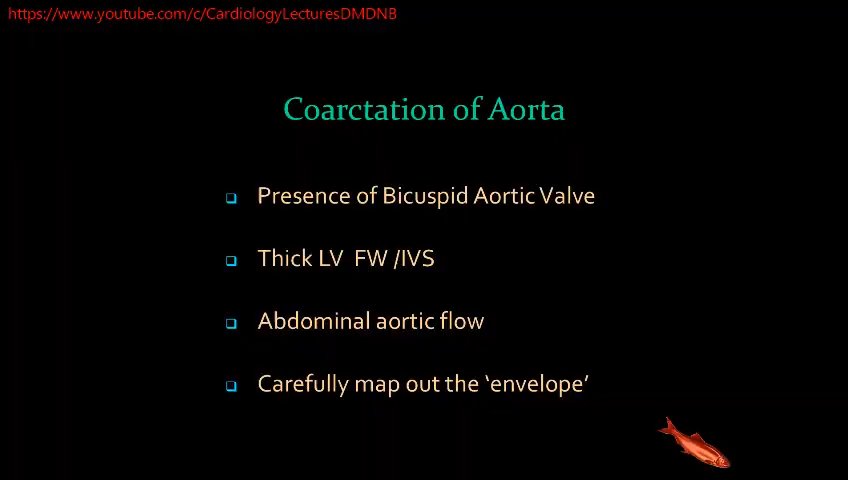 https://www.youtube.com/c/CardiologyLecturesDMDNB
Coarctation of Aorta
Presence of Bicuspid Aortic Valve
Thick LV FW /IVS
Abdominal aortic flow
Carefully map out the ‘envelope’